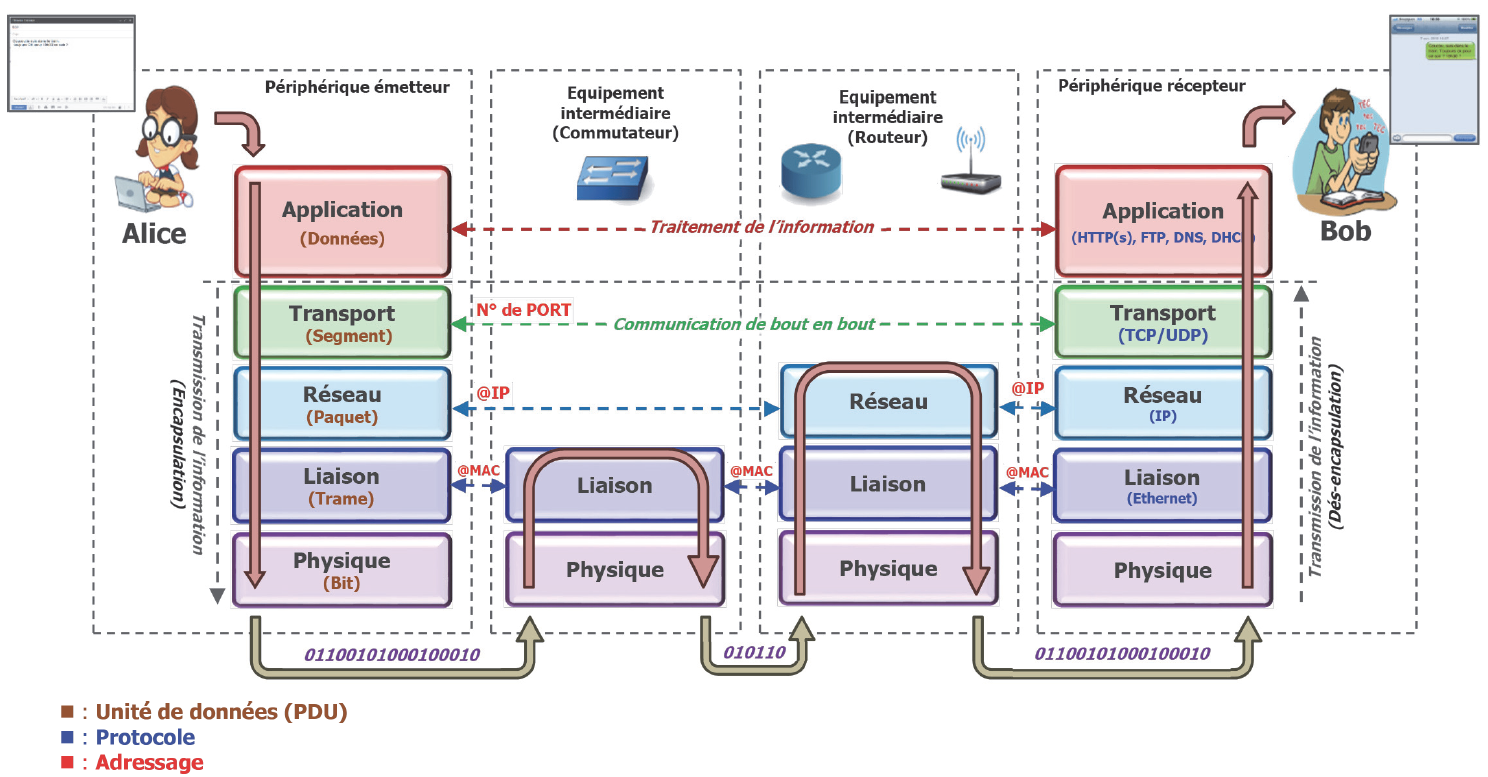 Périphérique émetteur
Equipement
intermédiaire
(Commutateur)
Equipement
intermédiaire
(Routeur)
Périphérique récepteur
Alice
Bob
Application
(Données)
Traitement de l'information
Application
(HTTP(s), FTP, DNS, DHCP)
Transport
(Segment)
N° de PORT
Communication de bout en bout
Transport
(TCP/UDP)
Réseau
(Paquet)
@IP
Réseau
@IP
Réseau
(IP)
Liaison
(Trame)
@MAC
Liaison
@MAC
Liaison
@MAC
Liaison
(Ethernet)
Physique
(Bit)
Physique
Physique
Physique
Transmission de l'information
(Encapsulation)
Transmission de l'information
(Dés-encapsulation)
01100101000100010
010110
01100101000100010
: Unité de données (PDU)
: Protocole
: Adressage